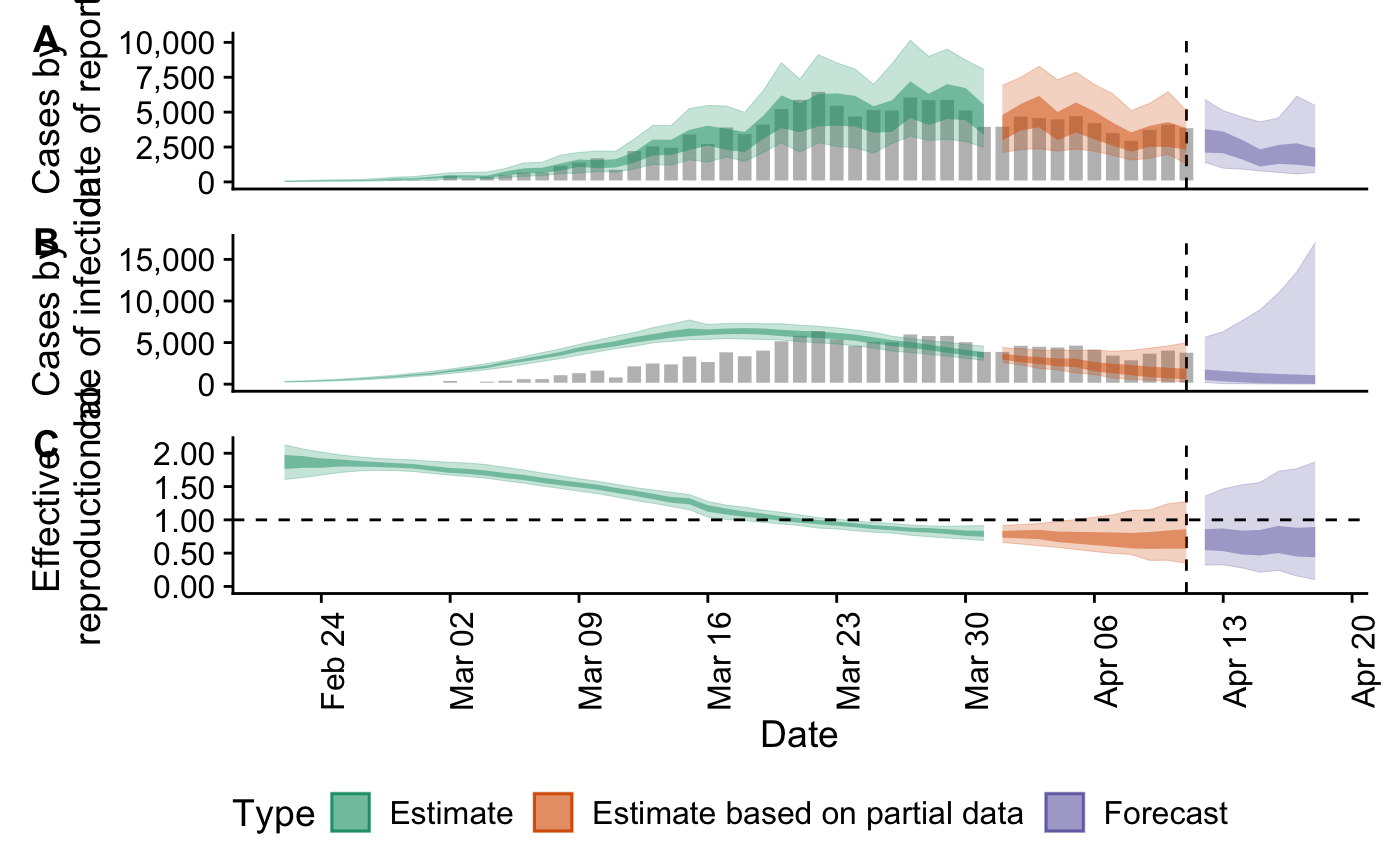 A
Cases by
date of report
10,000
7,500
5,000
2,500
0
B
Cases by
date of infection
15,000
10,000
5,000
0
C
Effective
reproduction
2.00
1.50
1.00
0.50
0.00
Feb 24
Mar 02
Mar 09
Mar 16
Mar 23
Mar 30
Apr 06
Apr 13
Apr 20
Date
Type
Estimate
Estimate based on partial data
Forecast